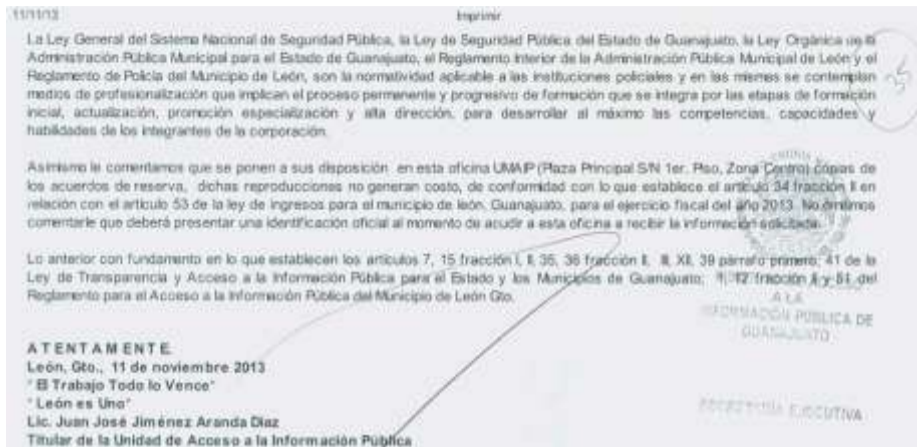 11/11/13
Imprimir
La Ley General del Sistema Nacional de Seguridad Pública, la Ley de Seguridad Pública del Estado de Guanajuato, la Ley Orgánica de la
Administración Pública Municipal para el Estado de Guanajuato, el Reglamento Interior de la Administración Pública Municipal de León y el
Reglamento de Policía del Municipio de León, son la normatividad aplicable a las instituciones policiales y en las mismas se contemplan
medios de profesionalización que implican el proceso permanente y progresivo de formación que se integra por las etapas de formación
inicial, actualización, promoción especialización y alta dirección, para desarrollar al máximo las competencias, capacidades y
habilidades de los integrantes de la corporación.
Asimismo le comentamos que se ponen a sus disposición en esta oficina UMAIP (Plaza Principal S/N 1er. Piso, Zona Centro) copias de
los acuerdos de reserva, dichas reproducciones no generan costo, de conformidad con lo que establece el artículo 34 fracción II en
relación con el artículo 53 de la ley de ingresos para el municipio de león, Guanajuato, para el ejercicio fiscal del año 2013. No omitimos
comentarle que deberá presentar una identificación oficial al momento de acudir a esta oficina a recibir la información solicitada.
Lo anterior con fundamento en lo que establecen los artículos 7, 15 fracción I, II, 35, 36 fracción II, III, XII, 39 párrafo primero, 41 de la
Ley de Transparencia y Acceso a la Información Pública para el Estado y los Municipios de Guanajuato; 12 fracción II y 51 del
Reglamento para el Acceso a la Información Pública del Municipio de León Gto.
A LA
INFORMACIÓN PÚBLICA DE
GUANAJUATO
A T E N T A M E N T E
León, Gto., 11 de noviembre 2013
"El Trabajo Todo lo Vence"
"León es Uno"
Lic. Juan José Jiménez Aranda Díaz
Titular de la Unidad de Acceso a la Información Pública
SECRETARÍA EJECUTIVA